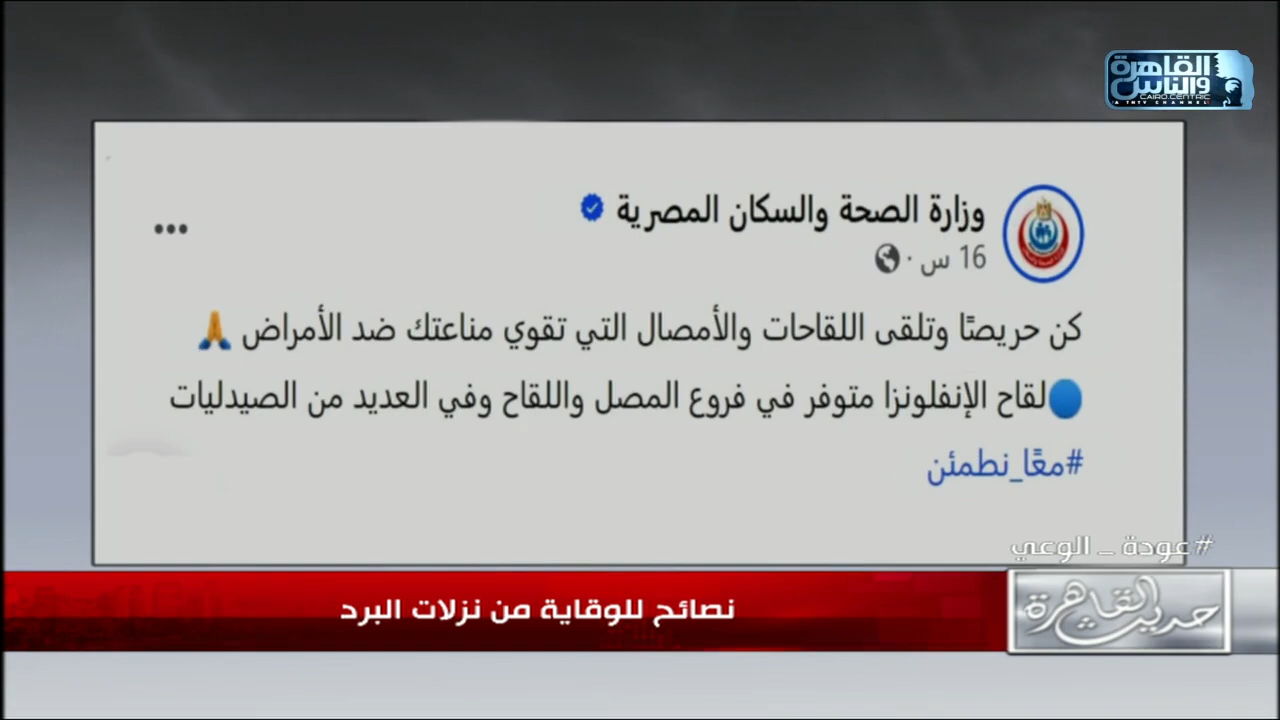 القاهرة
والناس
CAIRO.CENTRIC
A TNTV CHANNEL
وزارة الصحة والسكان المصرية
16 س ·
كن حريصًا وتلقى اللقاحات والأمصال التي تقوي مناعتك ضد الأمراض 🙏
🔵لقاح الإنفلونزا متوفر في فروع المصل واللقاح وفي العديد من الصيدليات
#معًا_نطمئن
#عودة _ الوعي
حديث القاهرة
نصائح للوقاية من نزلات البرد